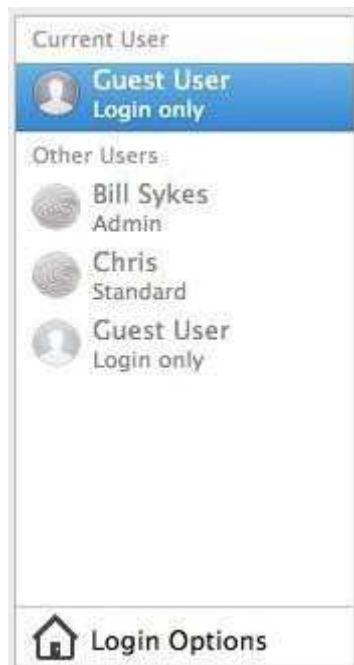 Current User
Guest User
Login only
Other Users
Bill Sykes
Admin
Chris
Standard
Guest User
Login only
Login Options